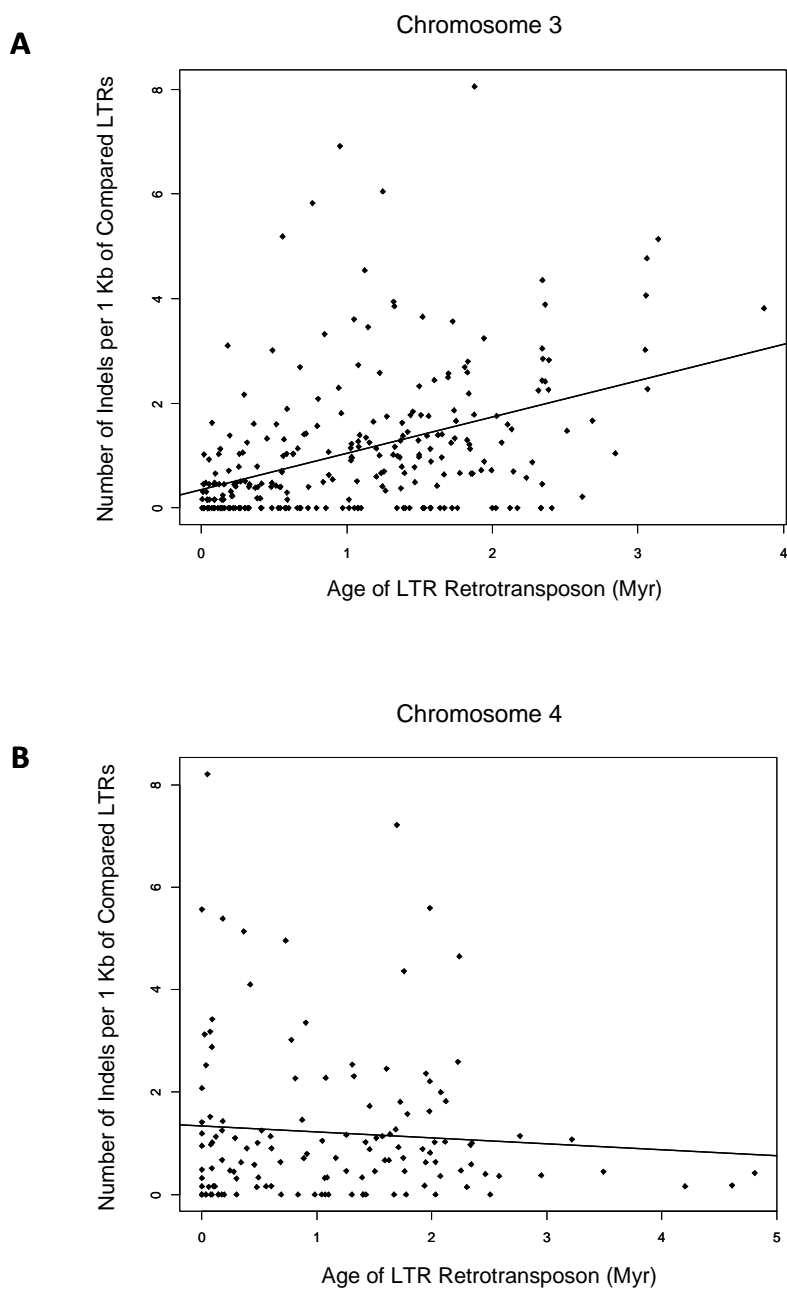 A
Chromosome 3
Number of Indels per 1 Kb of Compared LTRs
8
6
4
2
0
0 1 2 3 4
Age of LTR Retrotransposon (Myr)
B
Chromosome 4
Number of Indels per 1 Kb of Compared LTRs
8
6
4
2
0
0 1 2 3 4 5
Age of LTR Retrotransposon (Myr)